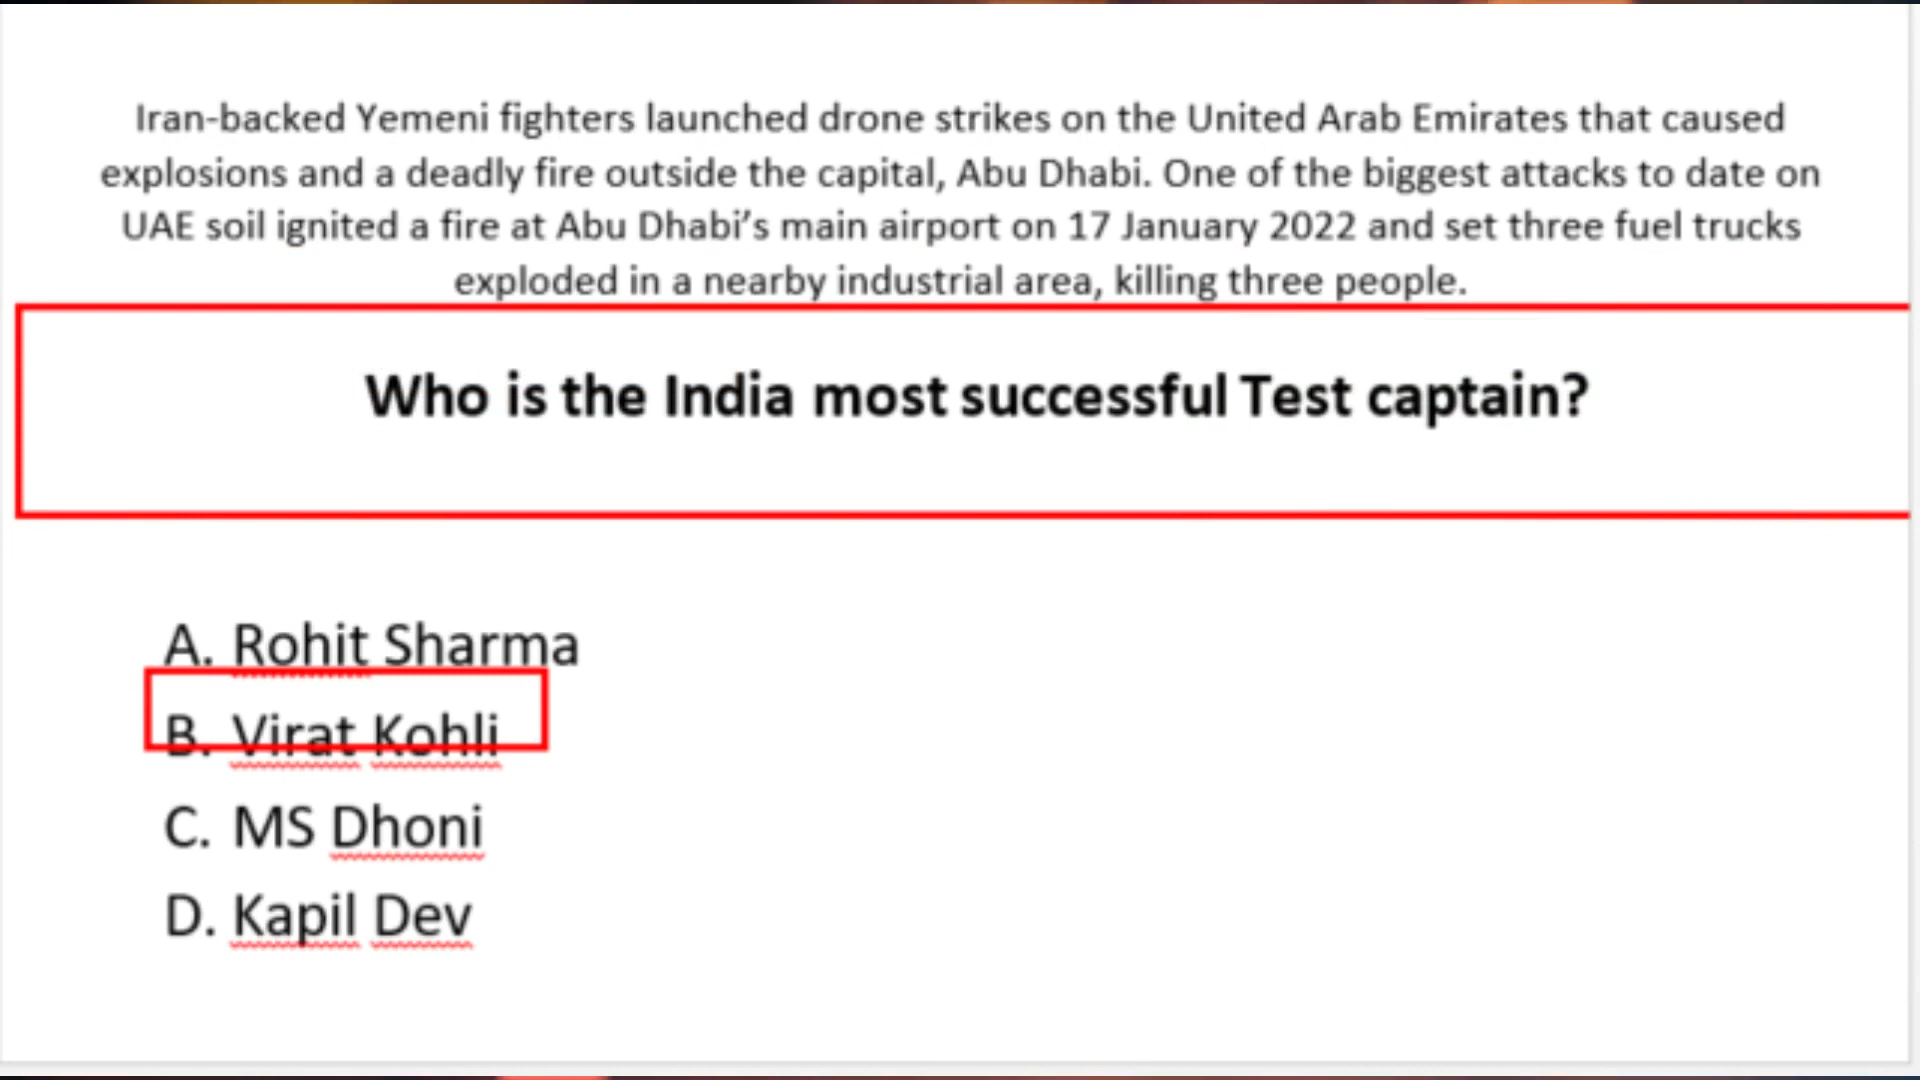 Iran-backed Yemeni fighters launched drone strikes on the United Arab Emirates that caused
explosions and a deadly fire outside the capital, Abu Dhabi. One of the biggest attacks to date on
UAE soil ignited a fire at Abu Dhabi’s main airport on 17 January 2022 and set three fuel trucks
exploded in a nearby industrial area, killing three people.
Who is the India most successful Test captain?
A. Rohit Sharma
B. Virat Kohli
C. MS Dhoni
D. Kapil Dev